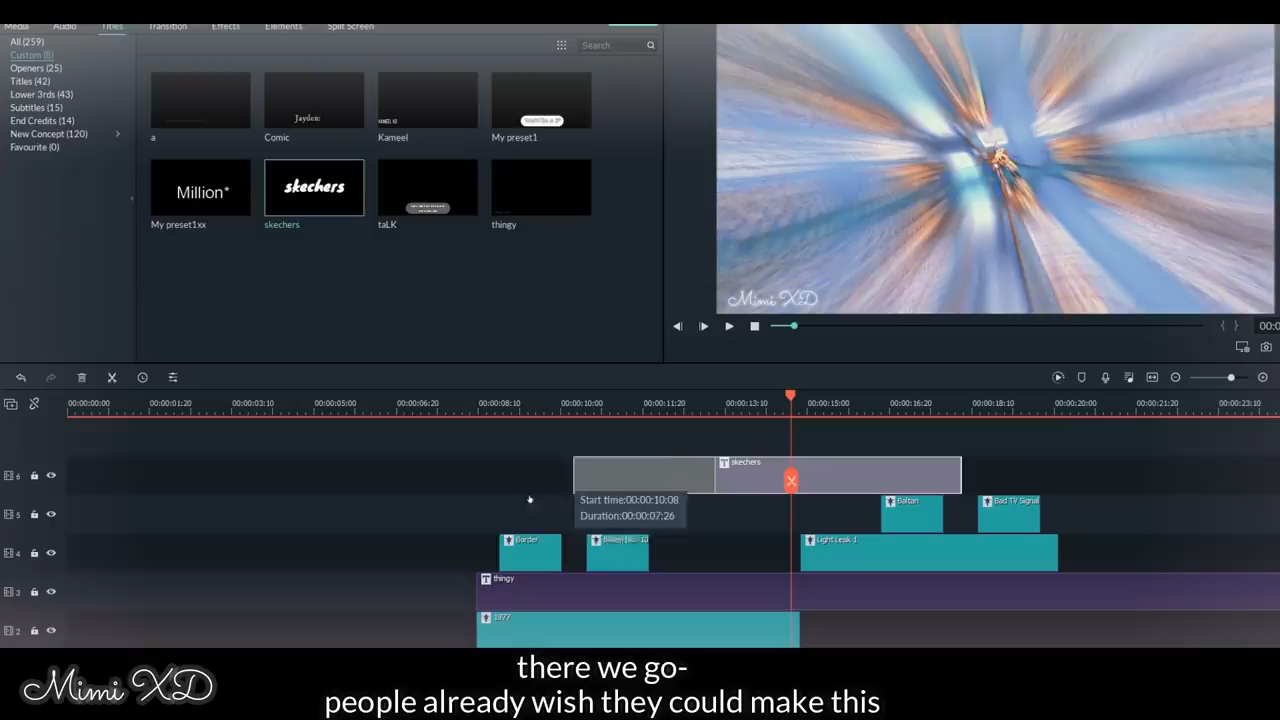 Media Audio Titles Transition Effects Elements Split Screen
All (259)
Custom (8)
Openers (25)
Titles (42)
Lower 3rds (43)
Subtitles (15)
End Credits (14)
New Concept (120)
Favourite (0)
Search
Jayden:
a Comic Kameel My preset1
Million*
skechers
My preset1xx skechers taLK thingy
Mimi XD
00:00:00:00 00:00:01:20 00:00:03:10 00:00:05:00 00:00:06:20 00:00:08:10 00:00:10:00 00:00:11:20 00:00:13:10 00:00:15:00 00:00:16:20 00:00:18:10 00:00:20:00 00:00:21:20 00:00:23:10
6
skechers
Start time:00:00:10:08
Duration:00:00:07:26
5
Baltan
Bad TV Signal
4
Border
Light Leak 1
3
thingy
2
1977
Mimi XD
there we go-
people already wish they could make this